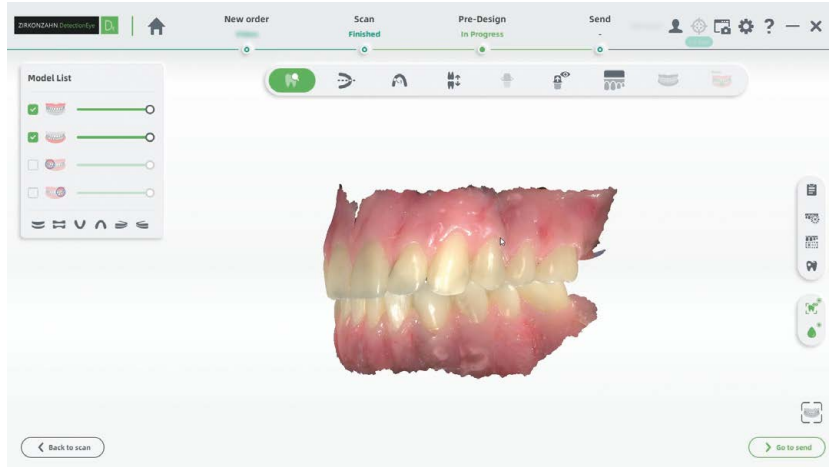 ZIRKONZAHN DetectionEye
New order
Scan
Finished
Pre-Design
In Progress
Send
-
?
Model List
Back to scan
Go to send